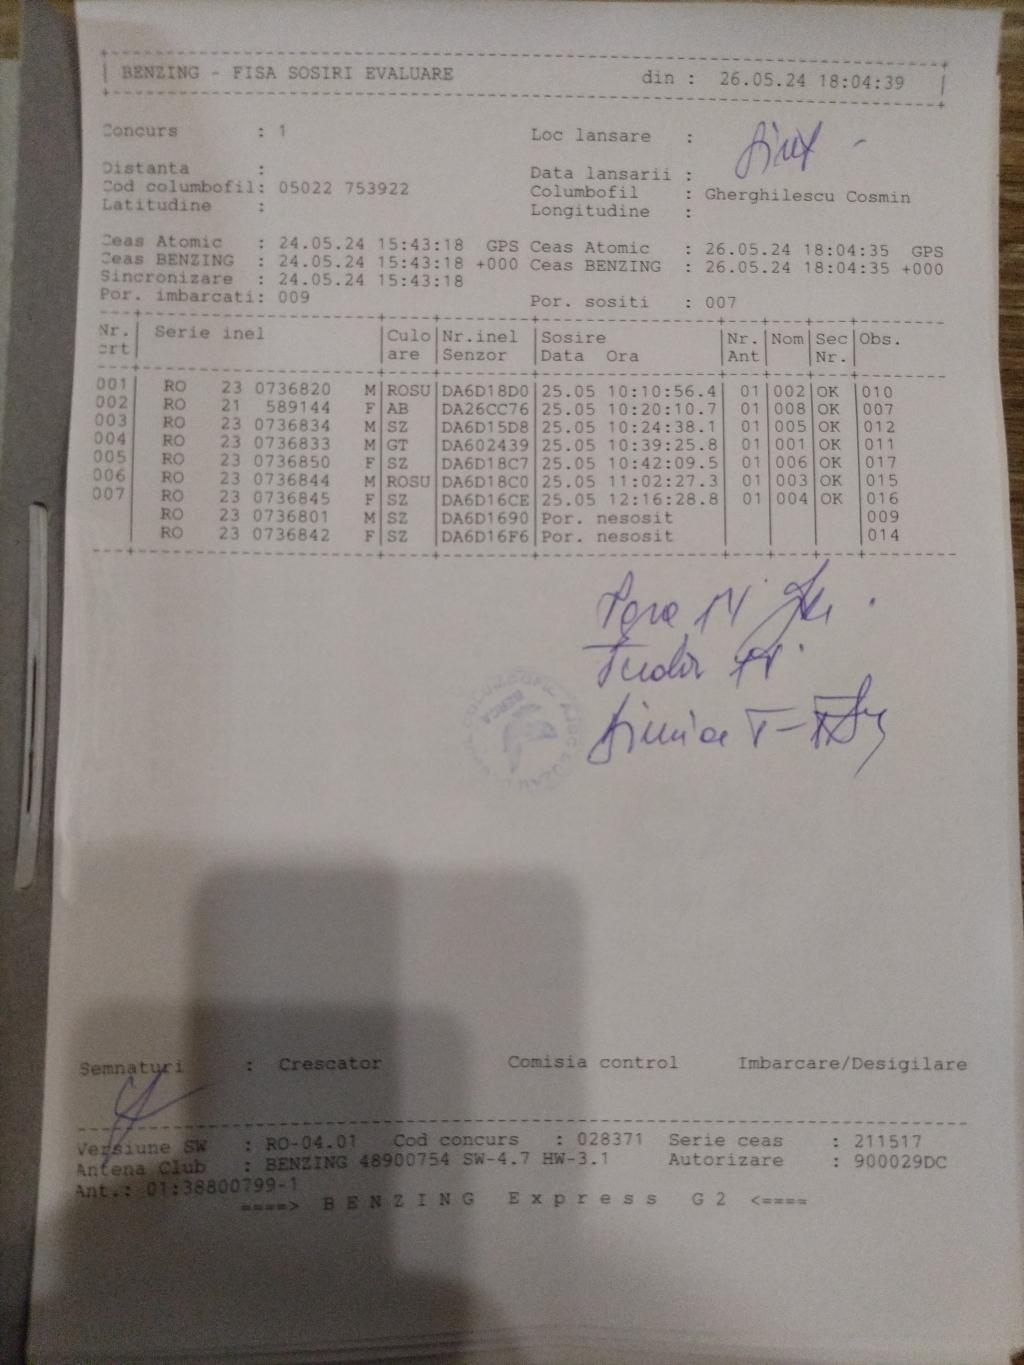 BENZING - FISA SOSIRI EVALUARE din : 26.05.24 18:04:39
Concurs : 1 Loc lansare :
Distanta : Data lansarii :
Cod columbofil: 05022 753922 Columbofil : Gherghilescu Cosmin
Latitudine : Longitudine :
Ceas Atomic : 24.05.24 15:43:18 GPS Ceas Atomic : 26.05.24 18:04:35 GPS
Ceas BENZING : 24.05.24 15:43:18 +000 Ceas BENZING : 26.05.24 18:04:35 +000
Sincronizare : 24.05.24 15:43:18
Por. imbarcati: 009 Por. sositi : 007
Nr. Serie inel Culo Nr.inel Sosire Nr. Nom Sec Obs.
crt are Senzor Data Ora Ant Nr.
001 RO 23 0736820 M ROSU DA6D18D0 25.05 10:10:56.4 01 002 OK 010
002 RO 21 589144 F AB DA26CC76 25.05 10:20:10.7 01 008 OK 007
003 RO 23 0736834 M SZ DA6D15D8 25.05 10:24:38.1 01 005 OK 012
004 RO 23 0736833 M GT DA602439 25.05 10:39:25.8 01 001 OK 011
005 RO 23 0736850 F SZ DA6D18C7 25.05 10:42:09.5 01 006 OK 017
006 RO 23 0736844 M ROSU DA6D18C0 25.05 11:02:27.3 01 003 OK 015
007 RO 23 0736845 F SZ DA6D16CE 25.05 12:16:28.8 01 004 OK 016
RO 23 0736801 M SZ DA6D1690 Por. nesosit 009
RO 23 0736842 F SZ DA6D16F6 Por. nesosit 014
Tudor
BERCA
Semnaturi : Crescator Comisia control Imbarcare/Desigilare
Versiune SW : RO-04.01 Cod concurs : 028371 Serie ceas : 211517
Antena Club : BENZING 48900754 SW-4.7 HW-3.1 Autorizare : 900029DC
Ant.: 01:38800799-1
====> BENZING Express G2 <====